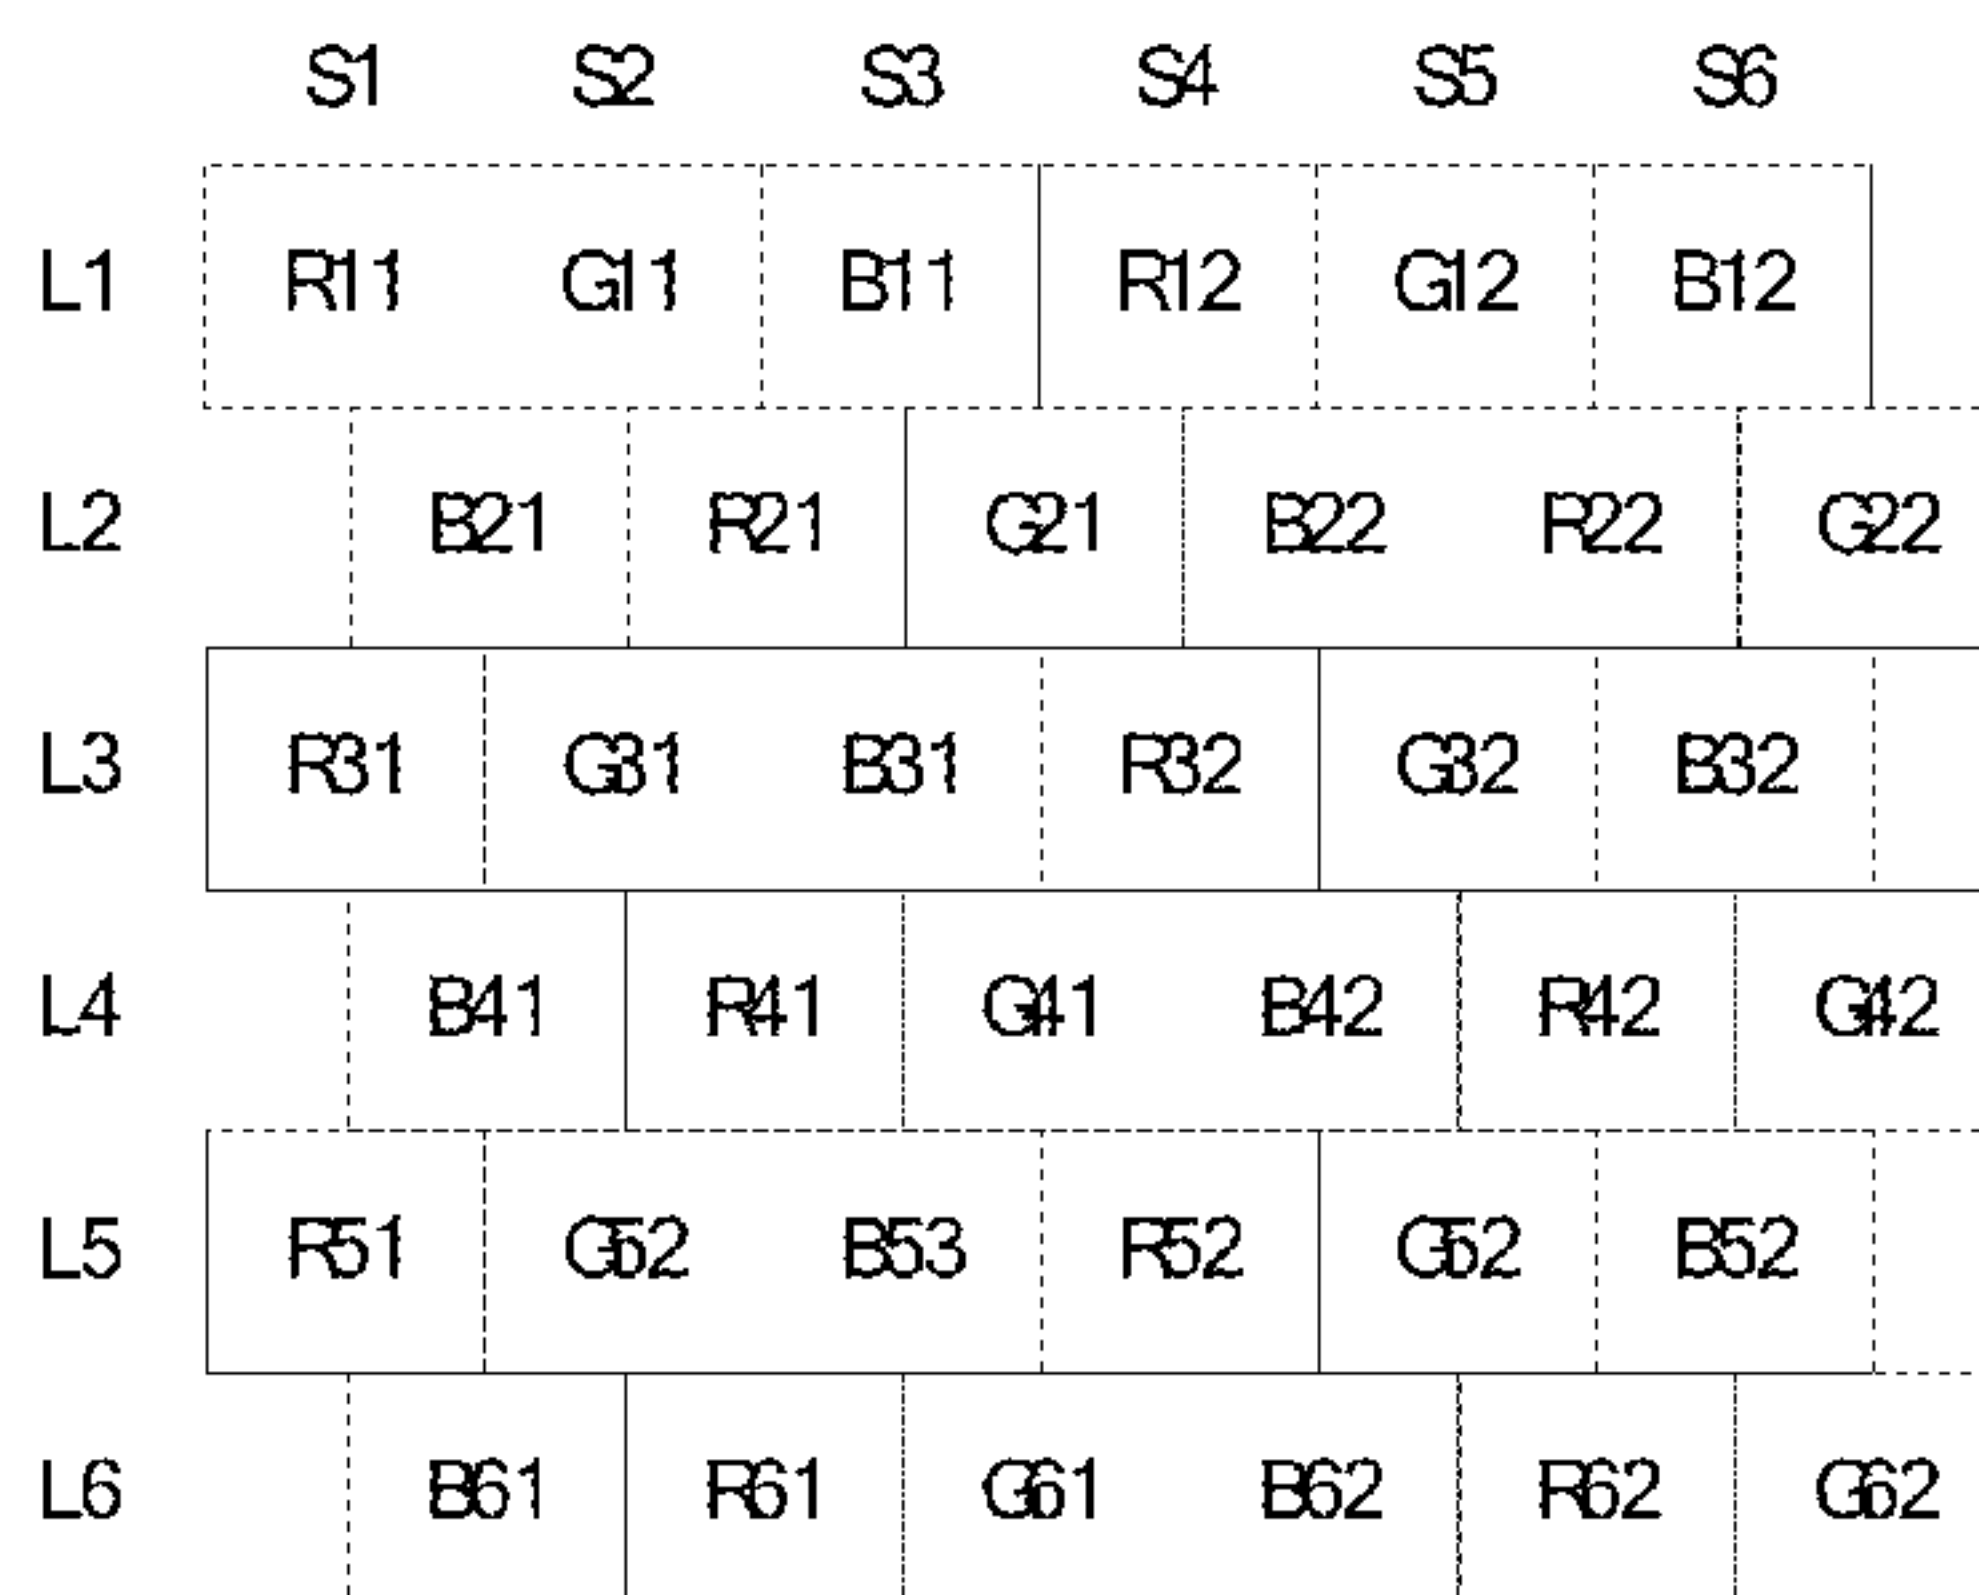 S1 S2 S3 S4 S5 S6
L1 R11 G11 B11 R12 G12 B12
L2 B21 R21 G21 B22 R22 G22
L3 R31 G31 B31 R32 G32 B32
L4 B41 R41 G41 B42 R42 G42
L5 R51 G52 B53 R52 G52 B52
L6 B61 R61 G61 B62 R62 G62